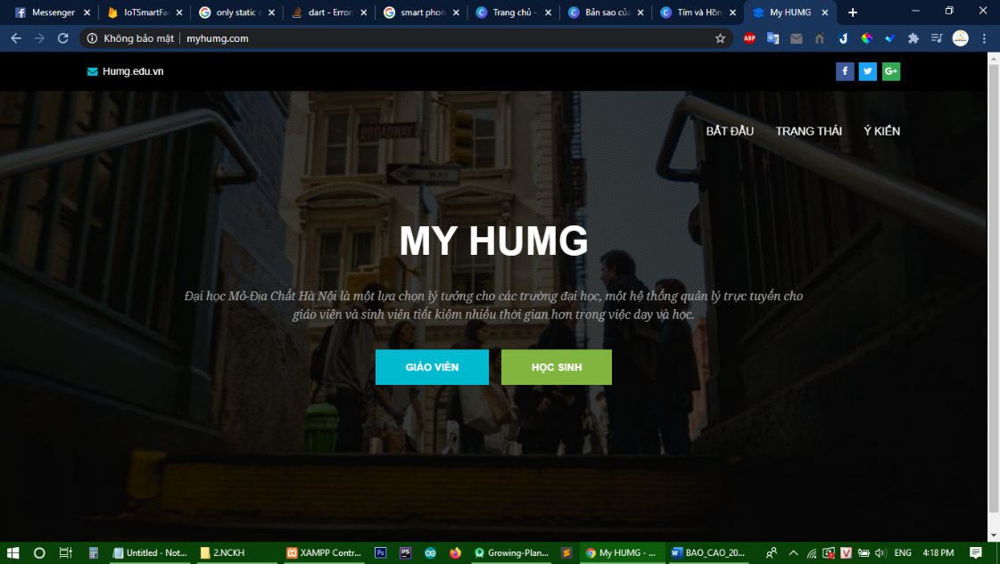 Messenger
IoTSmartFa
only static r
dart - Error:
smart phon
Trang chủ -
Bản sao của
Tím và Hồn
My HUMG
Không bảo mật
myhumg.com
ABP
Humg.edu.vn
BẮT ĐẦU
TRẠNG THÁI
Ý KIẾN
BROADWAY
ONE WAY
MY HUMG
Đại học Mỏ-Địa Chất Hà Nội là một lựa chọn lý tưởng cho các trường đại học, một hệ thống quản lý trưc tuyến cho
giáo viên và sinh viên tiết kiệm nhiều thời gian hơn trong việc dạy và học.
GIÁO VIÊN
HỌC SINH
Untitled - Not...
2.NCKH
XAMPP Contr...
Ps
PS
Growing-Plan...
My HUMG - ...
BAO_CAO_20...
V
ENG
4:18 PM